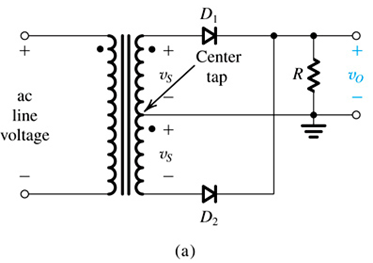 D₁
+
+
Center
tap
vS
R
+
vO
−
ac
line
voltage
−
+
vS
−
−
D₂
(a)